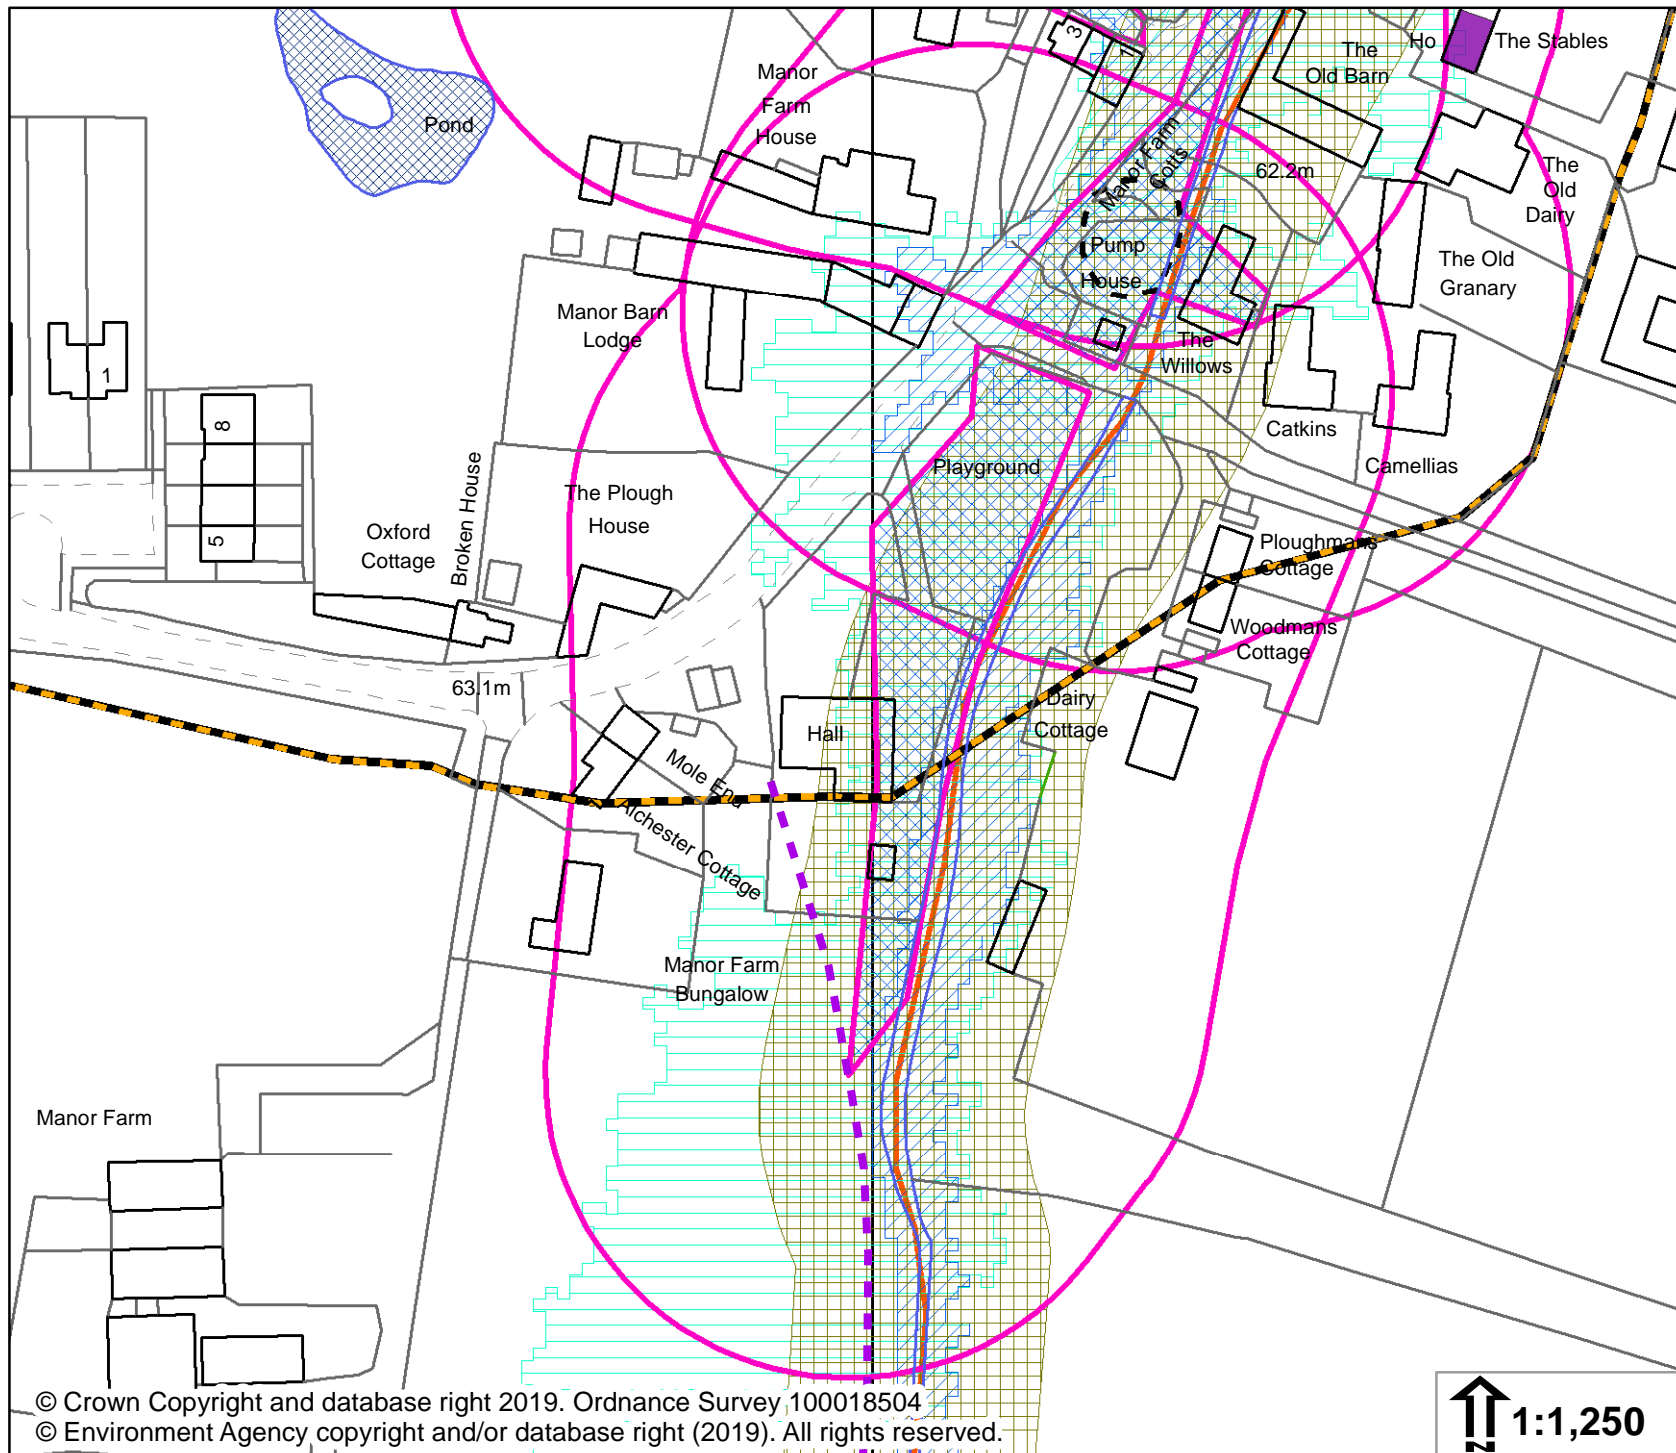 3
1
Ho
The Stables
The
Old Barn
Manor
Farm
House
Pond
Manor Farm
Cotts
62.2m
The
Old
Dairy
Pump
House
The Old
Granary
Manor Barn
Lodge
The
Willows
1
8
Catkins
Camellias
Playground
Broken House
The Plough
House
Oxford
Cottage
5
Ploughmans
Cottage
Woodmans
Cottage
63.1m
Dairy
Cottage
Hall
Mole End
Alchester Cottage
Manor Farm
Bungalow
Manor Farm
© Crown Copyright and database right 2019. Ordnance Survey 100018504
© Environment Agency copyright and/or database right (2019). All rights reserved.
1:1,250
N